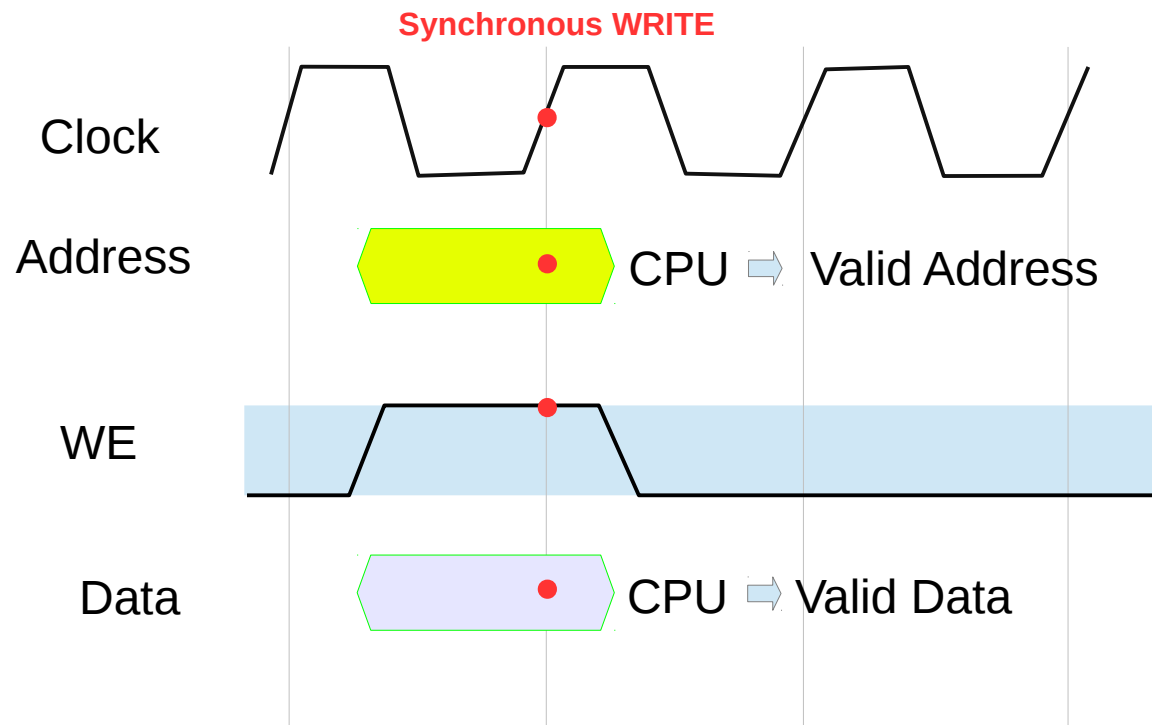 Synchronous WRITE
Clock
Address
CPU Valid Address
WE
Data
CPU Valid Data